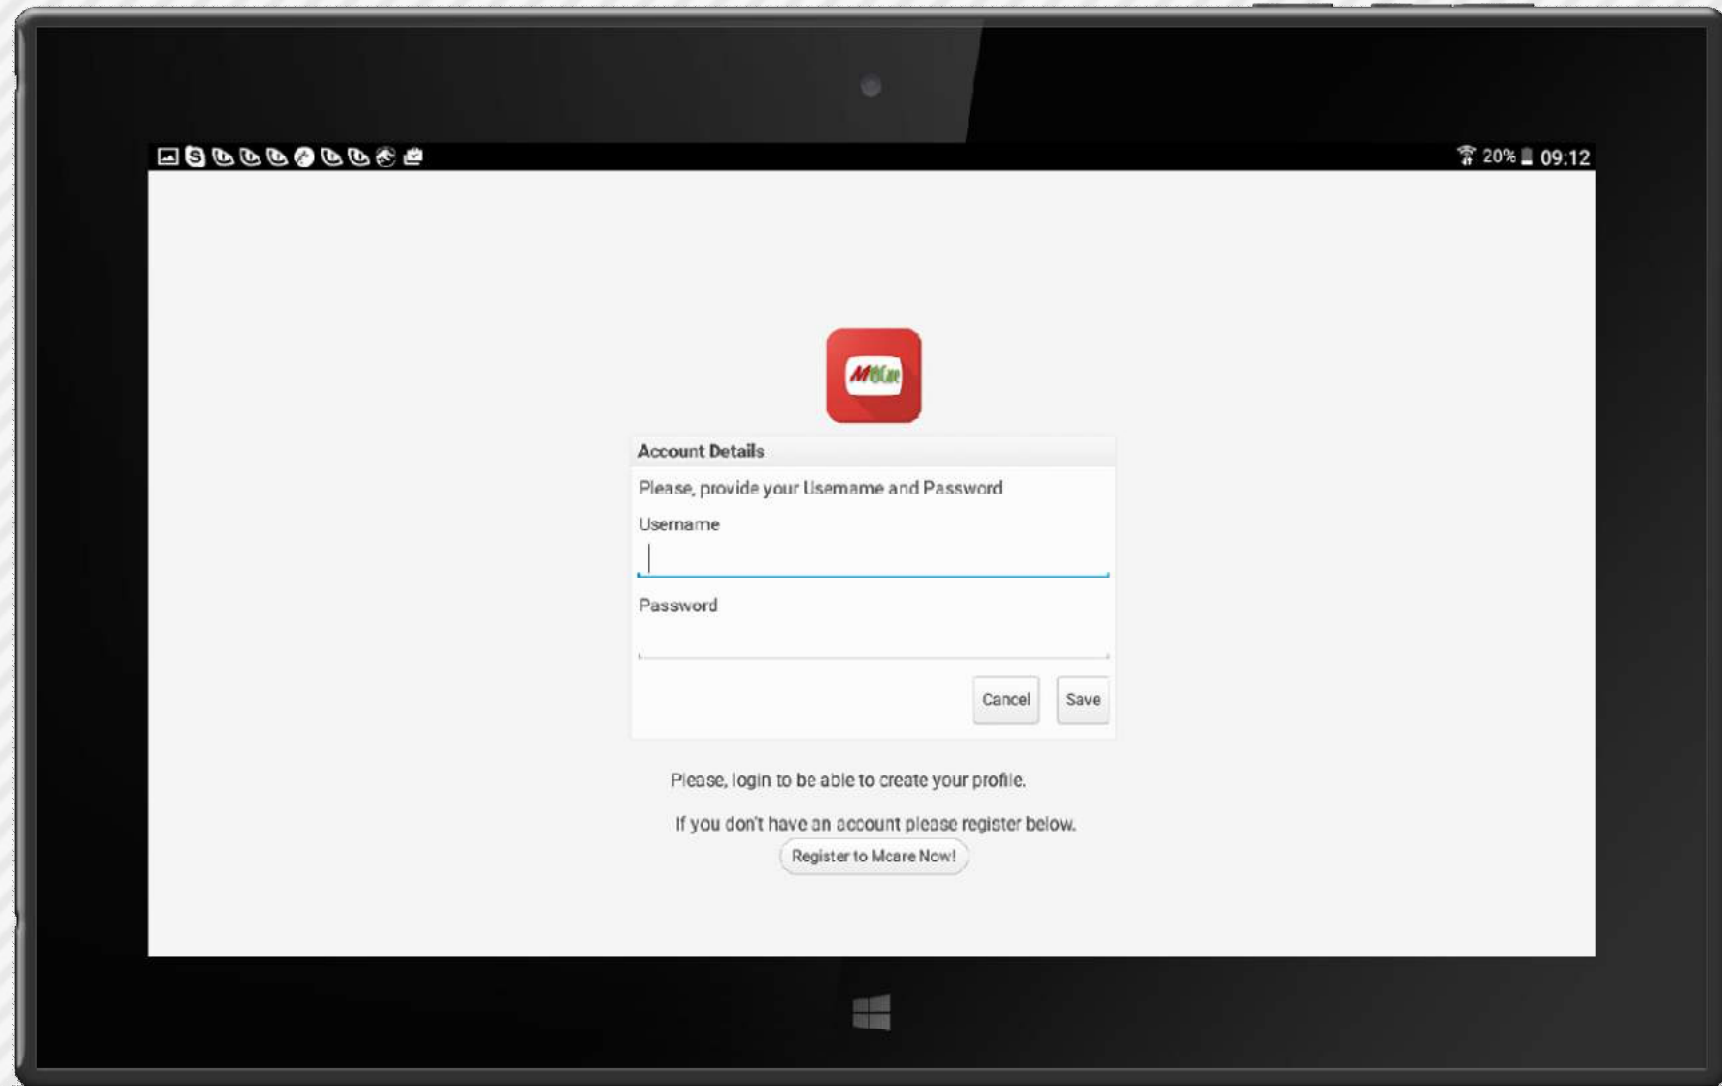 20% 09:12
Account Details
Please, provide your Username and Password
Username
Password
Cancel Save
Please, login to be able to create your profile.
If you don't have an account please register below.
Register to Mcare Now!